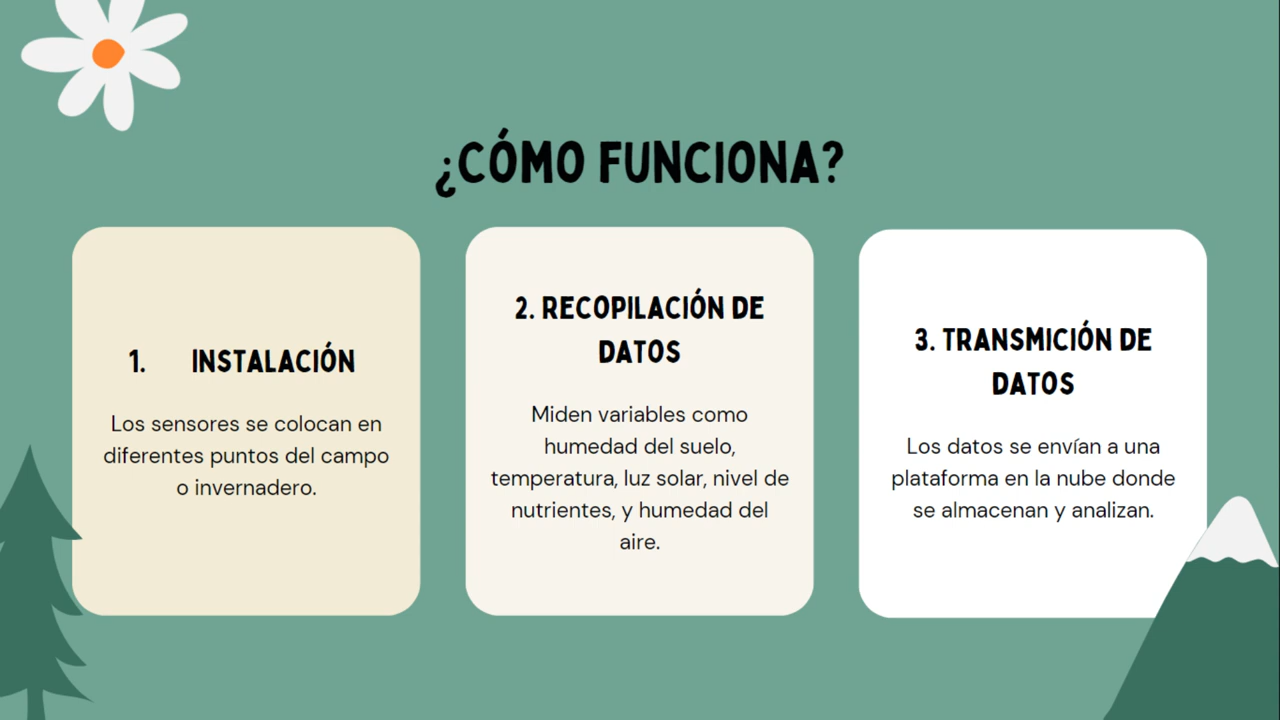 ¿CÓMO FUNCIONA?
1. INSTALACIÓN
Los sensores se colocan en
diferentes puntos del campo
o invernadero.
2. RECOPILACIÓN DE
DATOS
Miden variables como
humedad del suelo,
temperatura, luz solar, nivel de
nutrientes, y humedad del
aire.
3. TRANSMICIÓN DE
DATOS
Los datos se envían a una
plataforma en la nube donde
se almacenan y analizan.